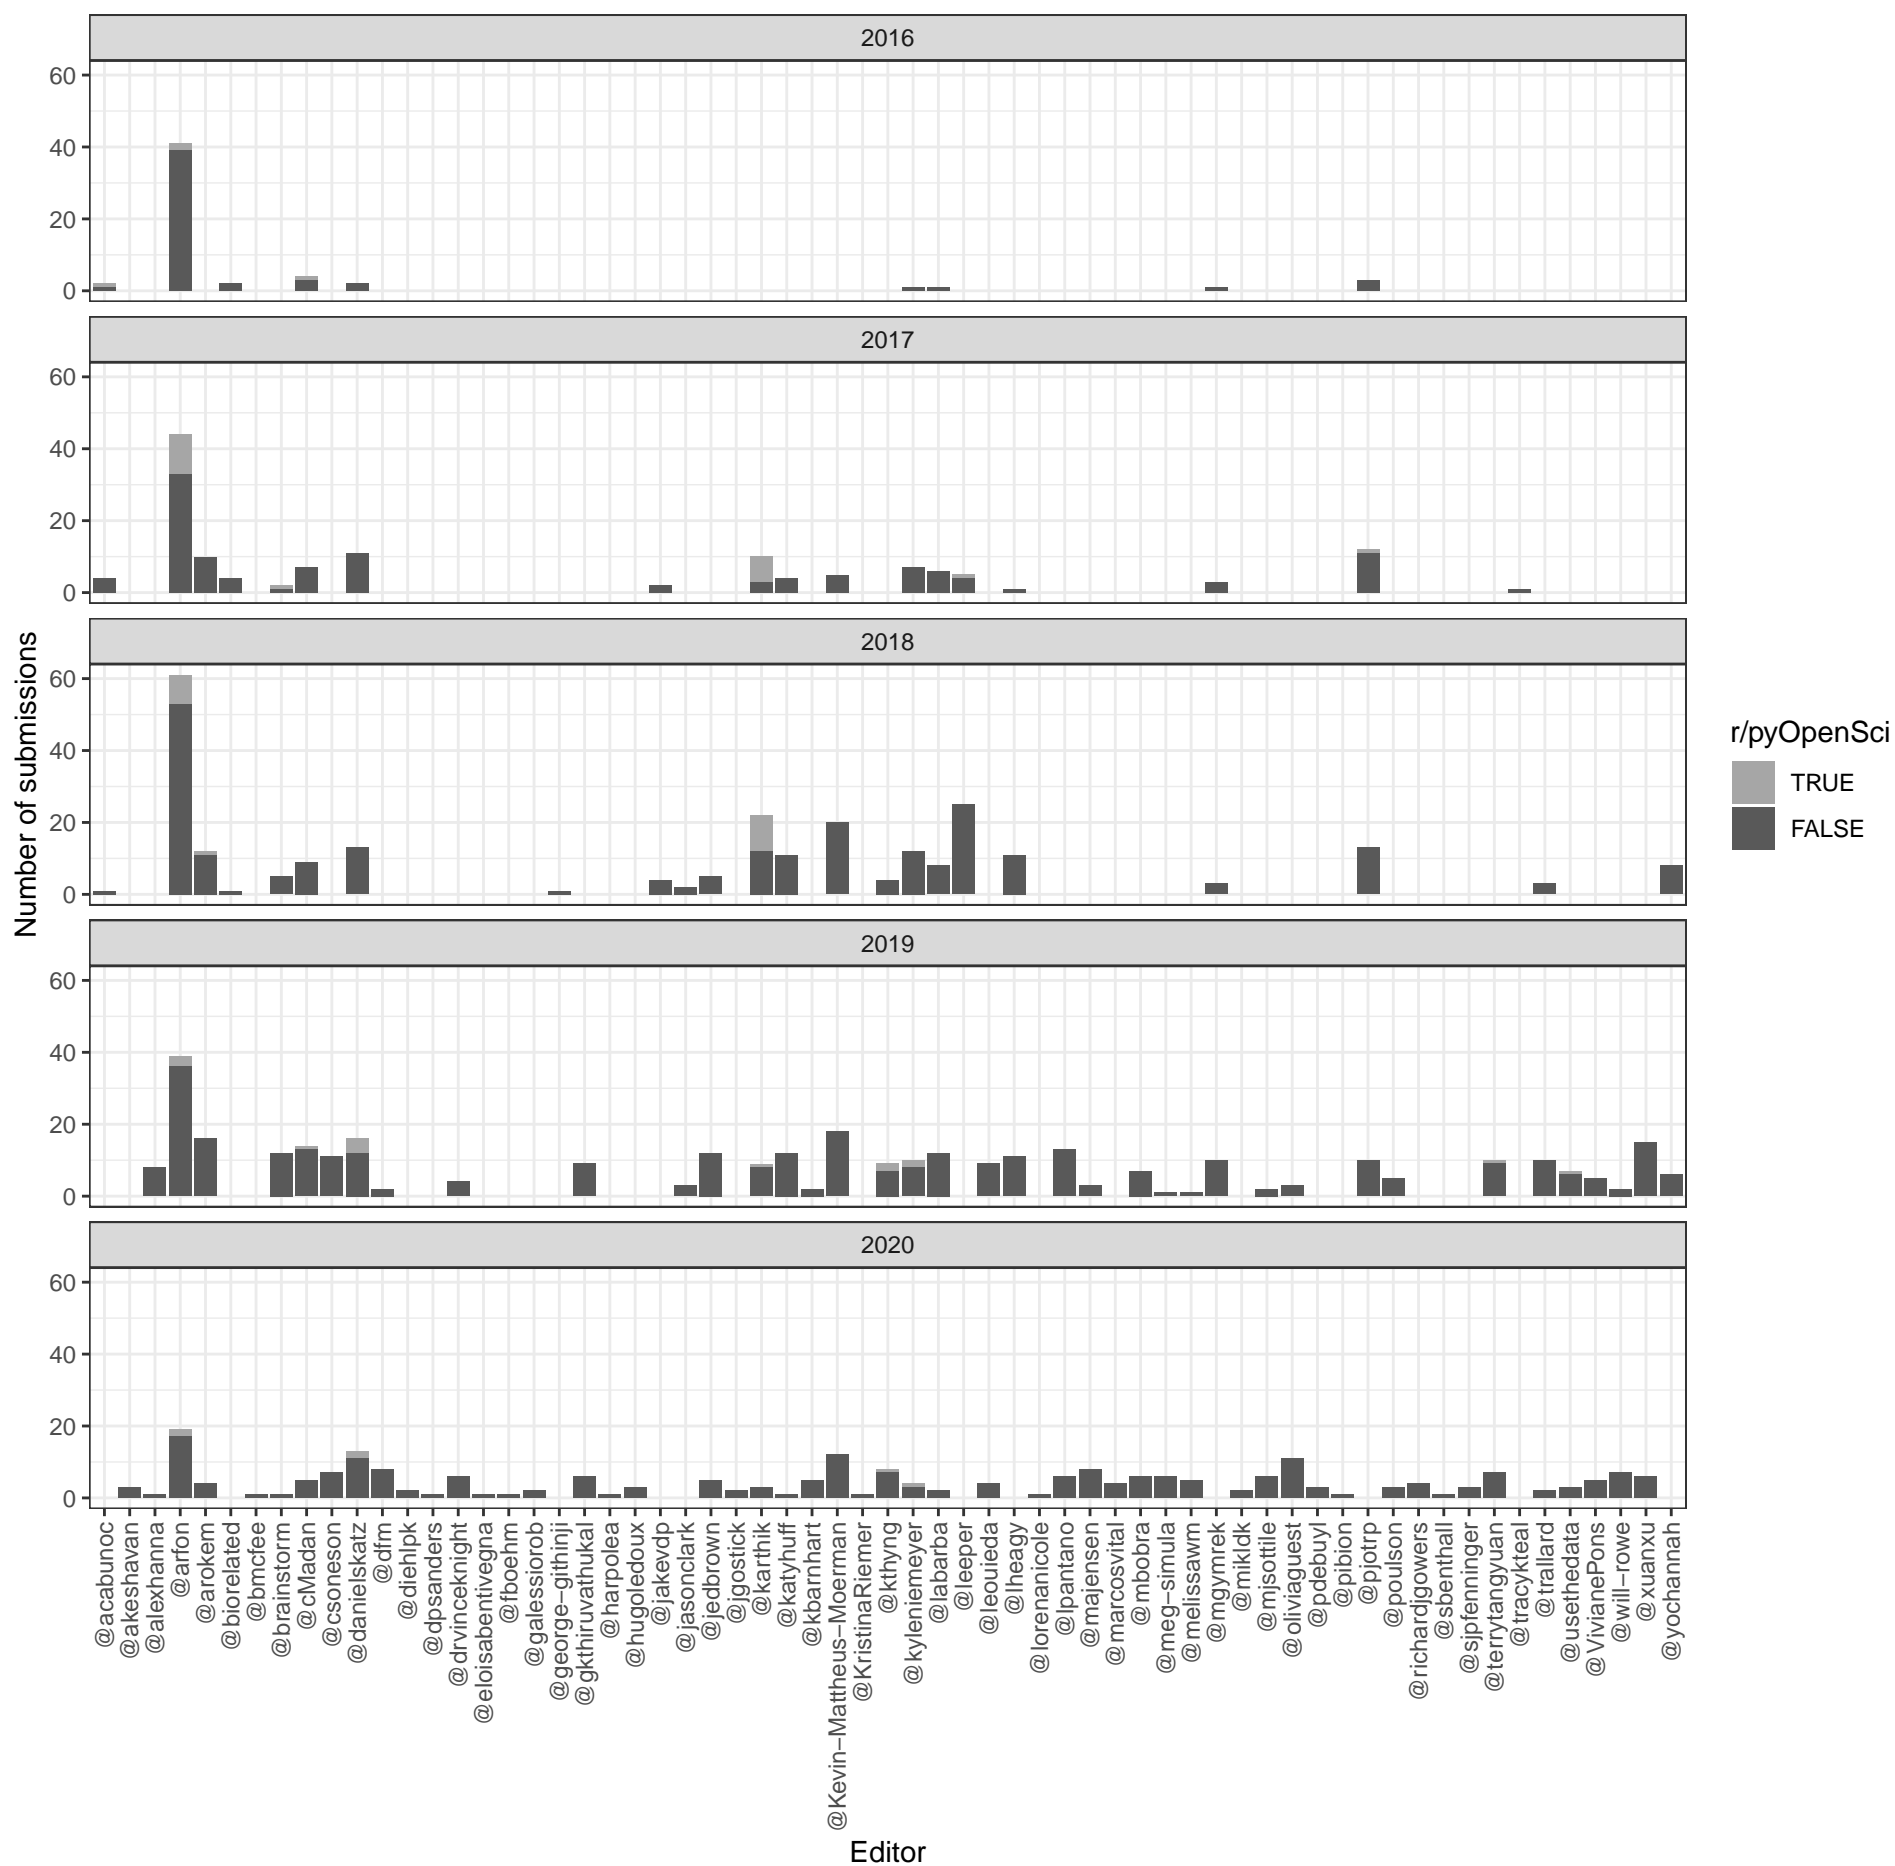 2016
60
40
20
0
2017
60
40
20
0
2018
60
40
20
0
2019
60
40
20
0
2020
60
40
20
0
Number of submissions
r/pyOpenSci
TRUE
FALSE
@acabunoc
@akeshavan
@alexhanna
@arfon
@arokem
@biorelated
@bmcfee
@brainstorm
@cMadan
@csoneson
@danielskatz
@dfm
@diehlpk
@dpsanders
@drvinceknight
@eloisabentivegna
@fboehm
@galessiorob
@george−githinji
@gkthiruvathukal
@harpolea
@hugoledoux
@jakevdp
@jasonclark
@jedbrown
@jgostick
@karthik
@katyhuff
@kbarnhart
@Kevin−Mattheus−Moerman
@KristinaRiemer
@kthyng
@kyleniemeyer
@labarba
@leeper
@leouieda
@lheagy
@lorenanicole
@lpantano
@majensen
@marcosvital
@mbobra
@meg−simula
@melissawm
@mgymrek
@mikldk
@mjsottile
@oliviaguest
@pdebuyl
@pibion
@pjotrp
@poulson
@richardjgowers
@sbenthall
@sjpfenninger
@terrytangyuan
@tracykteal
@trallard
@usethedata
@VivianePons
@will−rowe
@xuanxu
@yochannah
Editor